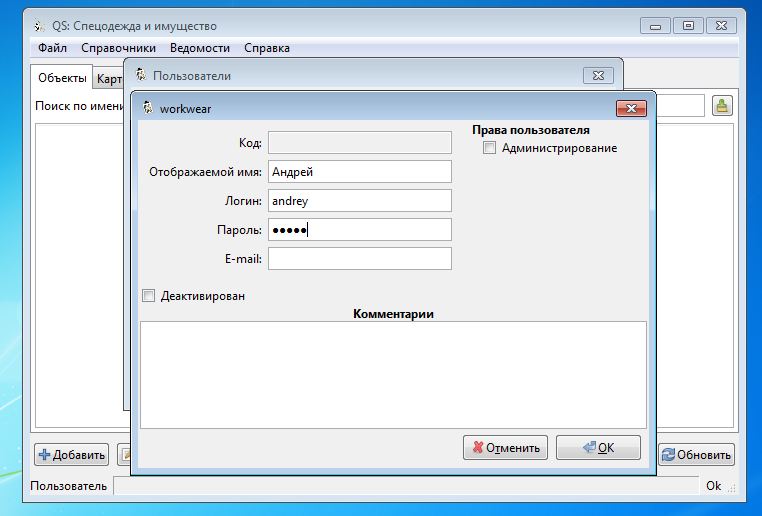 QS: Спецодежда и имущество
Файл Справочники Ведомости Справка
Пользователи
Объекты Карт
Поиск по имени
workwear
Права пользователя
Код:
Администрирование
Отображаемой имя: Андрей
Логин: andrey
Пароль: ●●●●●
E-mail:
Деактивирован
Комментарии
Отменить OK
Добавить Обновить
Пользователь Ok